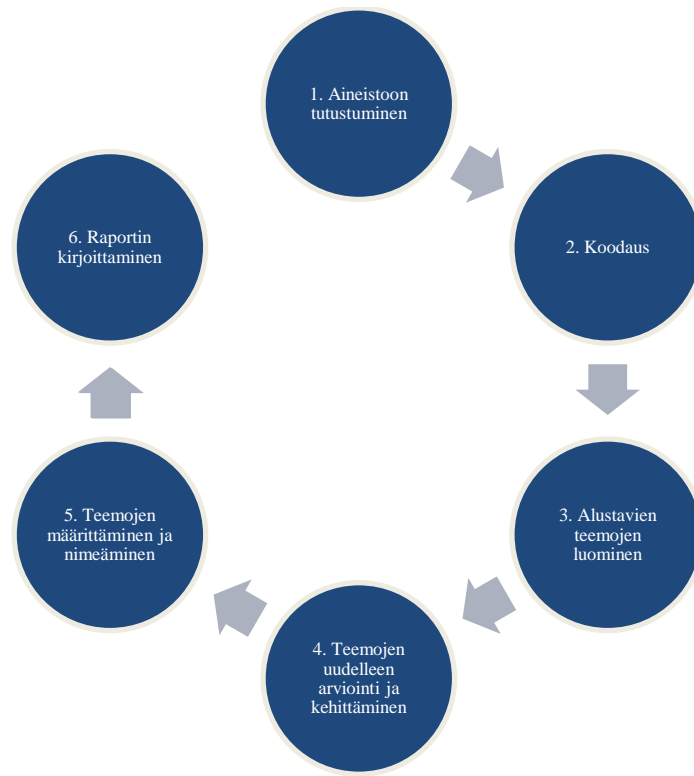 1. Aineistoon
tutustuminen
2. Koodaus
3. Alustavien
teemojen
luominen
4. Teemojen
uudelleen
arviointi ja
kehittäminen
5. Teemojen
määrittäminen ja
nimeäminen
6. Raportin
kirjoittaminen